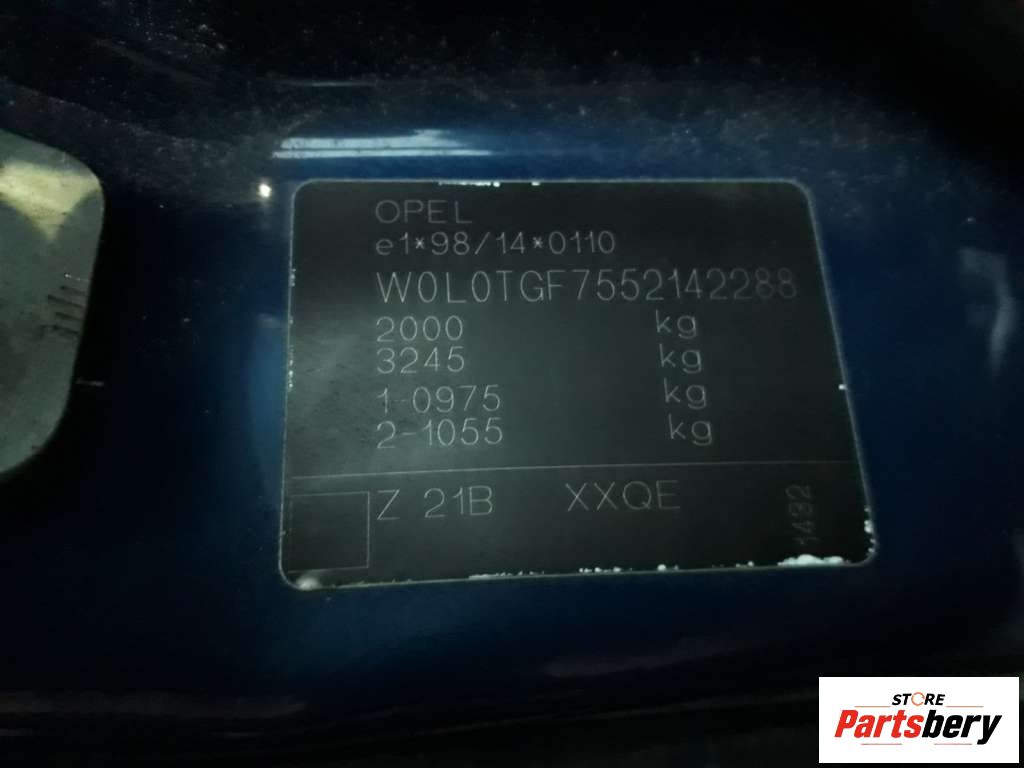 OPEL
e1*98/14*0110
W0L0TGF7552142288
2000 kg
3245 kg
1-0975 kg
2-1055 kg
Z 21B XXQE
1432
STORE
Partsbery